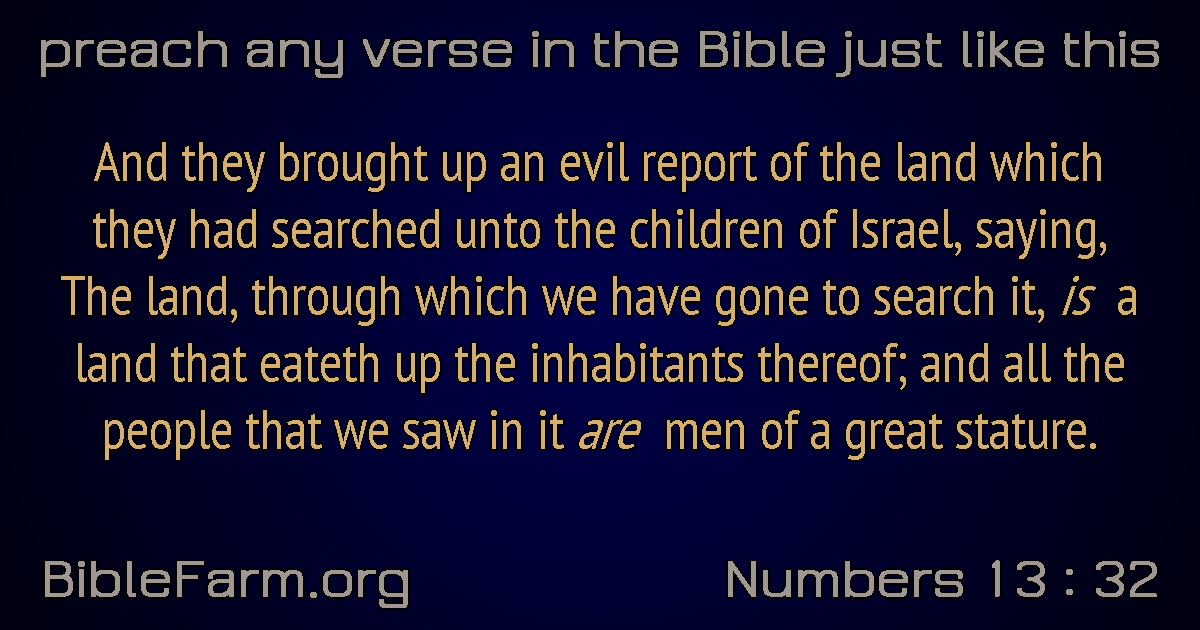 preach any verse in the Bible just like this
And they brought up an evil report of the land which
they had searched unto the children of Israel, saying,
The land, through which we have gone to search it, is a
land that eateth up the inhabitants thereof; and all the
people that we saw in it are men of a great stature.
BibleFarm.org
Numbers 13 : 32